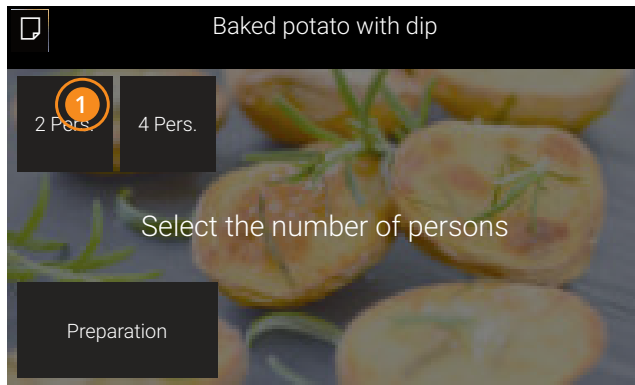 Baked potato with dip
1
2 Pers.
4 Pers.
Select the number of persons
Preparation